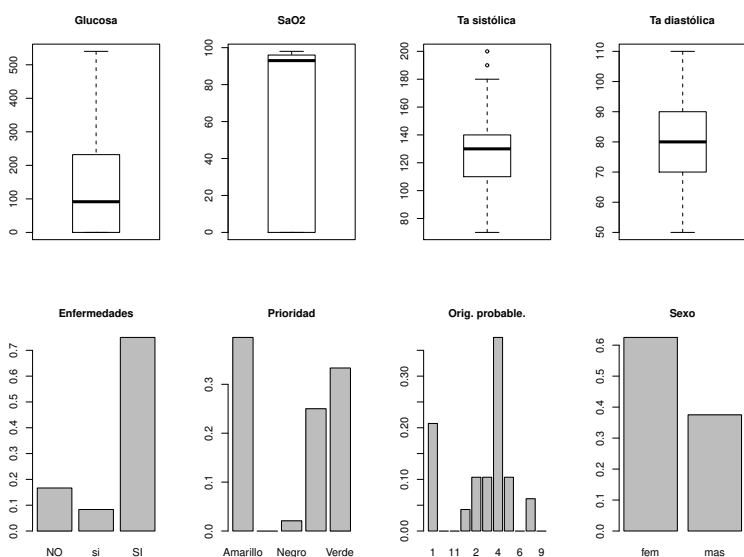 Glucosa SaO2 Ta sistólica Ta diastólica
0 100 200 300 400 500
0 20 40 60 80 100
80 100 120 140 160 180 200
50 60 70 80 90 100 110
Enfermedades Prioridad Orig. probable. Sexo
0.0 0.1 0.2 0.3 0.4 0.5 0.6 0.7
0.0 0.1 0.2 0.3
0.00 0.10 0.20 0.30
0.0 0.1 0.2 0.3 0.4 0.5 0.6
NO si SI Amarillo Negro Verde 1 11 2 4 6 9 fem mas